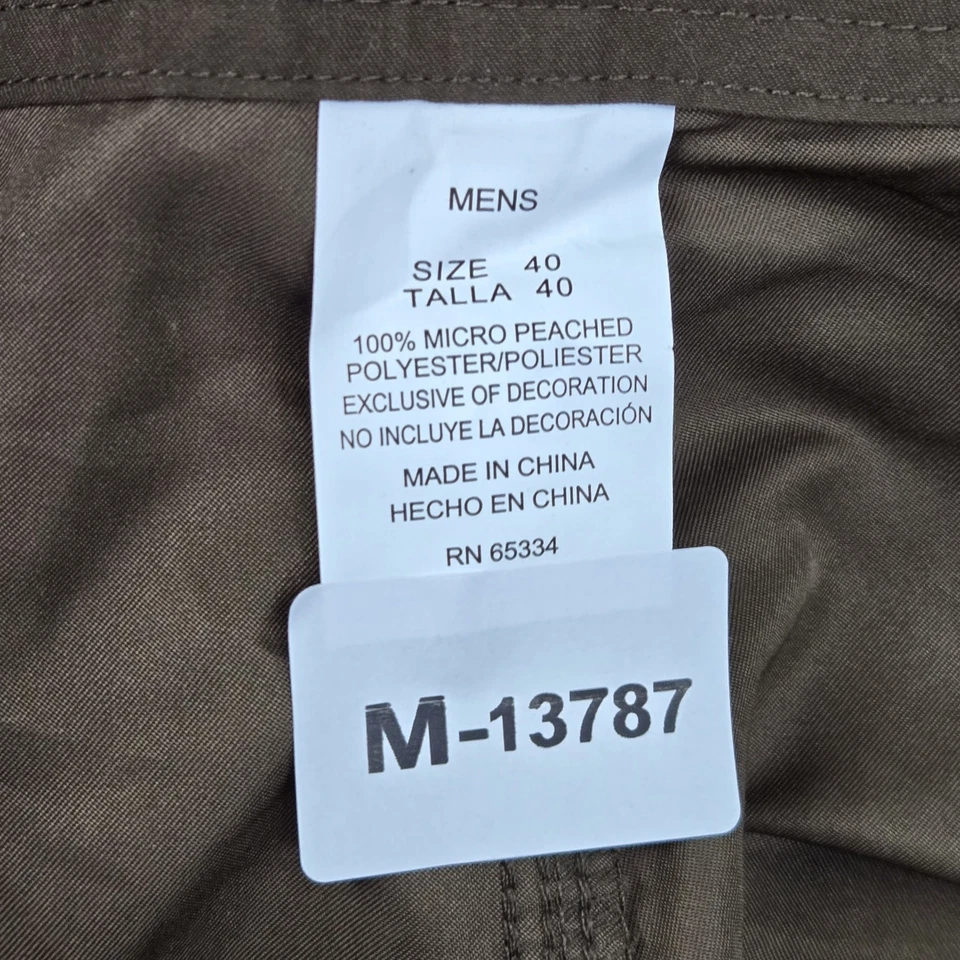 MENS
SIZE 40
TALLA 40
100% MICRO PEACHED
POLYESTER/POLIESTER
EXCLUSIVE OF DECORATION
NO INCLUYE LA DECORACIÓN
MADE IN CHINA
HECHO EN CHINA
RN 65334
M-13787